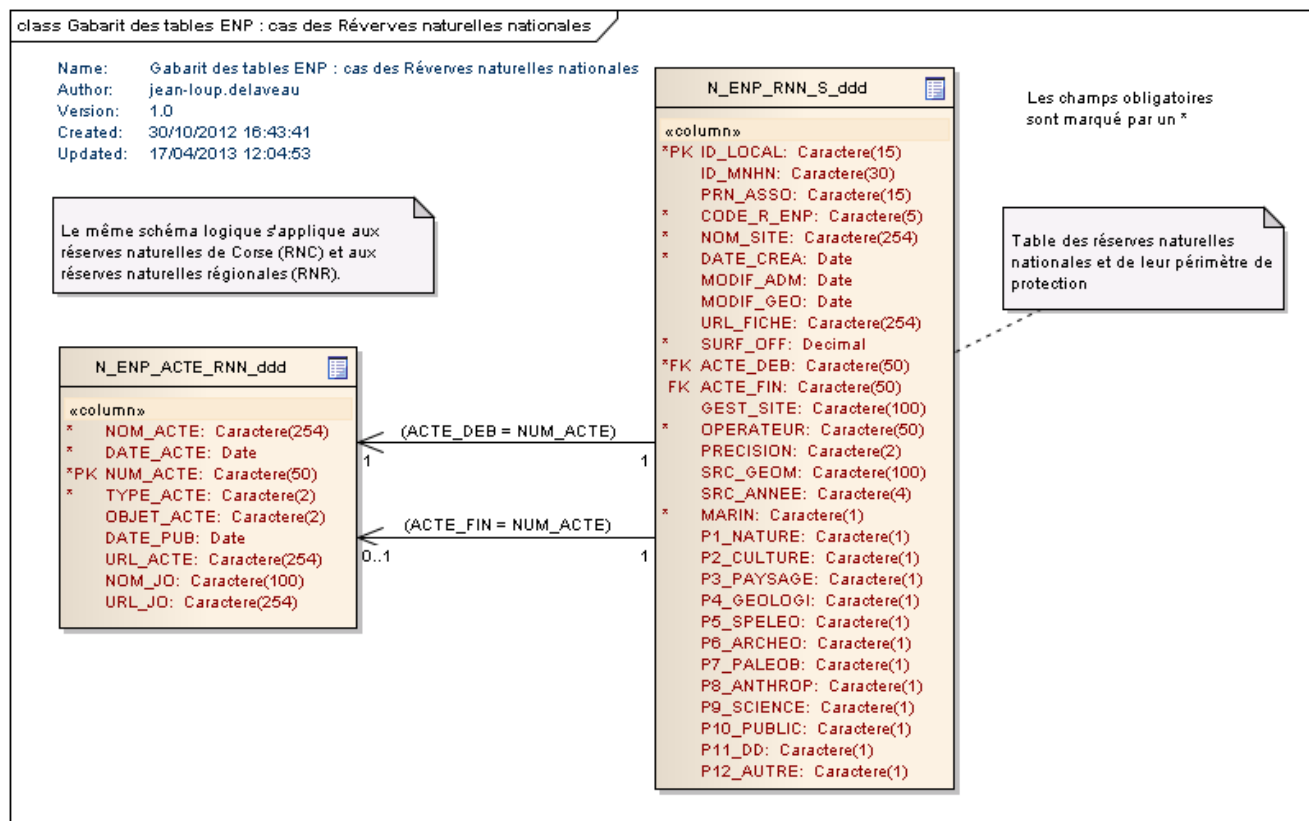 class Gabarit des tables ENP : cas des Réverves naturelles nationales
Name: Gabarit des tables ENP : cas des Réverves naturelles nationales
Author: jean-loup.delaveau
Version: 1.0
Created: 30/10/2012 16:43:41
Updated: 17/04/2013 12:04:53
Le même schéma logique s'applique aux
réserves naturelles de Corse (RNC) et aux
réserves naturelles régionales (RNR).
N_ENP_ACTE_RNN_ddd
«column»
* NOM_ACTE: Caractere(254)
* DATE_ACTE: Date
*PK NUM_ACTE: Caractere(50)
* TYPE_ACTE: Caractere(2)
OBJET_ACTE: Caractere(2)
DATE_PUB: Date
URL_ACTE: Caractere(254)
NOM_JO: Caractere(100)
URL_JO: Caractere(254)
(ACTE_DEB = NUM_ACTE)
1 1
(ACTE_FIN = NUM_ACTE)
0..1 1
N_ENP_RNN_S_ddd
«column»
*PK ID_LOCAL: Caractere(15)
ID_MNHN: Caractere(30)
PRN_ASSO: Caractere(15)
* CODE_R_ENP: Caractere(5)
* NOM_SITE: Caractere(254)
* DATE_CREA: Date
MODIF_ADM: Date
MODIF_GEO: Date
URL_FICHE: Caractere(254)
* SURF_OFF: Decimal
*FK ACTE_DEB: Caractere(50)
FK ACTE_FIN: Caractere(50)
GEST_SITE: Caractere(100)
* OPERATEUR: Caractere(50)
PRECISION: Caractere(2)
SRC_GEOM: Caractere(100)
SRC_ANNEE: Caractere(4)
* MARIN: Caractere(1)
P1_NATURE: Caractere(1)
P2_CULTURE: Caractere(1)
P3_PAYSAGE: Caractere(1)
P4_GEOLOGI: Caractere(1)
P5_SPELEO: Caractere(1)
P6_ARCHEO: Caractere(1)
P7_PALEOB: Caractere(1)
P8_ANTHROP: Caractere(1)
P9_SCIENCE: Caractere(1)
P10_PUBLIC: Caractere(1)
P11_DD: Caractere(1)
P12_AUTRE: Caractere(1)
Les champs obligatoires
sont marqué par un *
Table des réserves naturelles
nationales et de leur périmètre de
protection